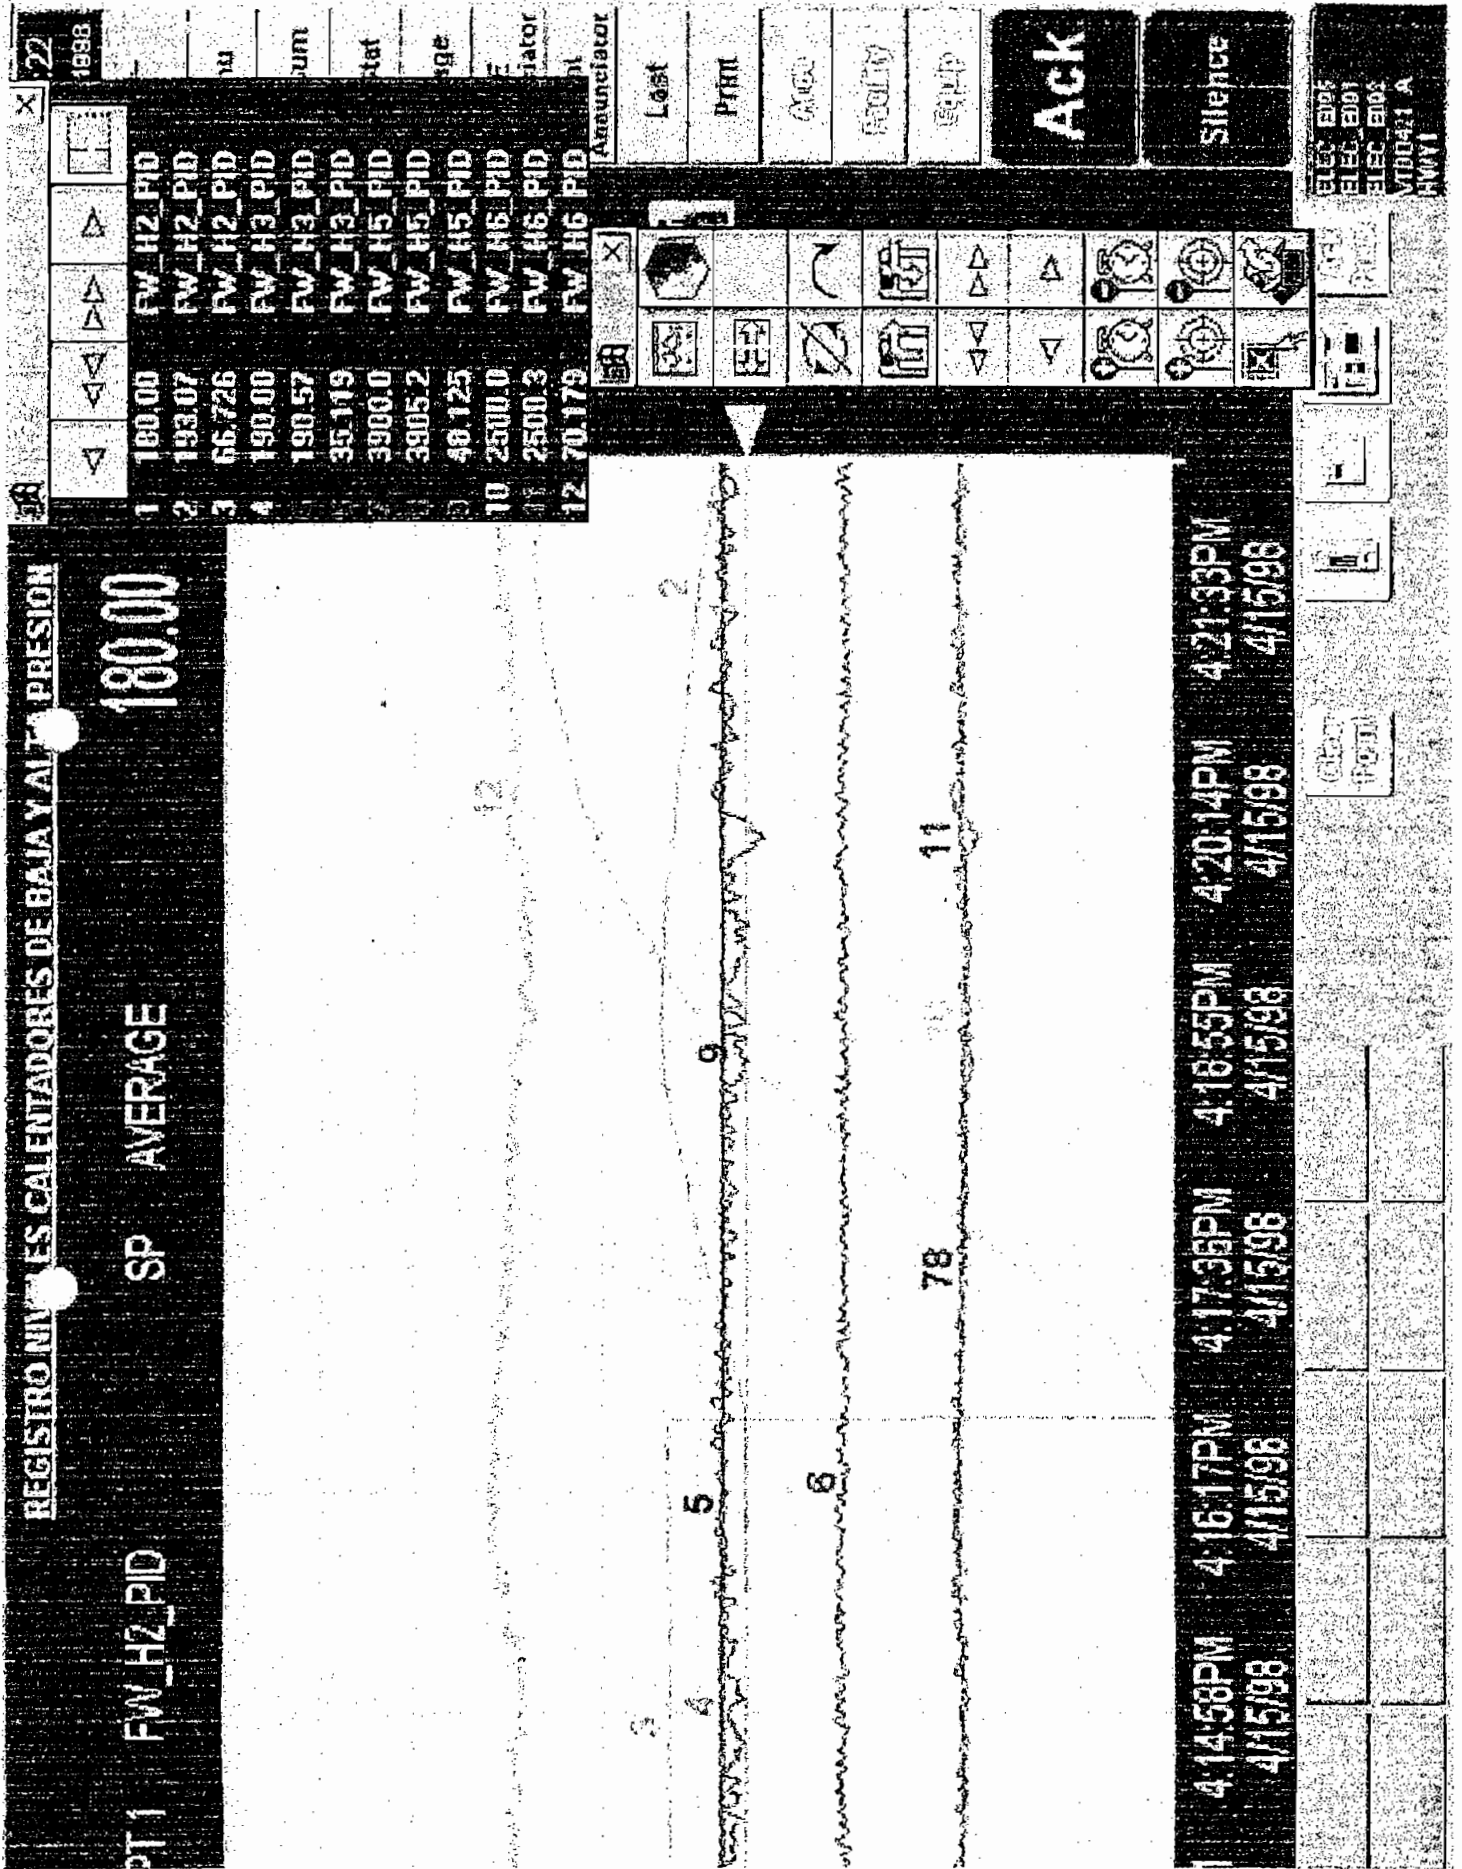 REGISTRO NIVELES CALENTADORES DE BAJA Y ALTA PRESION
PT 1 FW_H2_PID SP AVERAGE 180.00
:22
1998
1 180.00 FW_H2_PID
2 193.07 FW_H2_PID
3 66.726 FW_H2_PID
4 190.00 FW_H3_PID
190.57 FW_H3_PID
35.119 FW_H3_PID
3900.0 FW_H5_PID
3905.2 FW_H5_PID
48.125 FW_H5_PID
10 2510.0 FW_H6_PID
2500.3 FW_H6_PID
12 70.179 FW_H6_PID
Annunciator
Last
Print
Ack
Silence
12
2
3
4
5
9
6
78
11
4:14:58PM 4:16:17PM 4:17:36PM 4:18:55PM 4:20:14PM 4:21:33PM
4/15/98 4/15/98 4/15/98 4/15/98 4/15/98 4/15/98